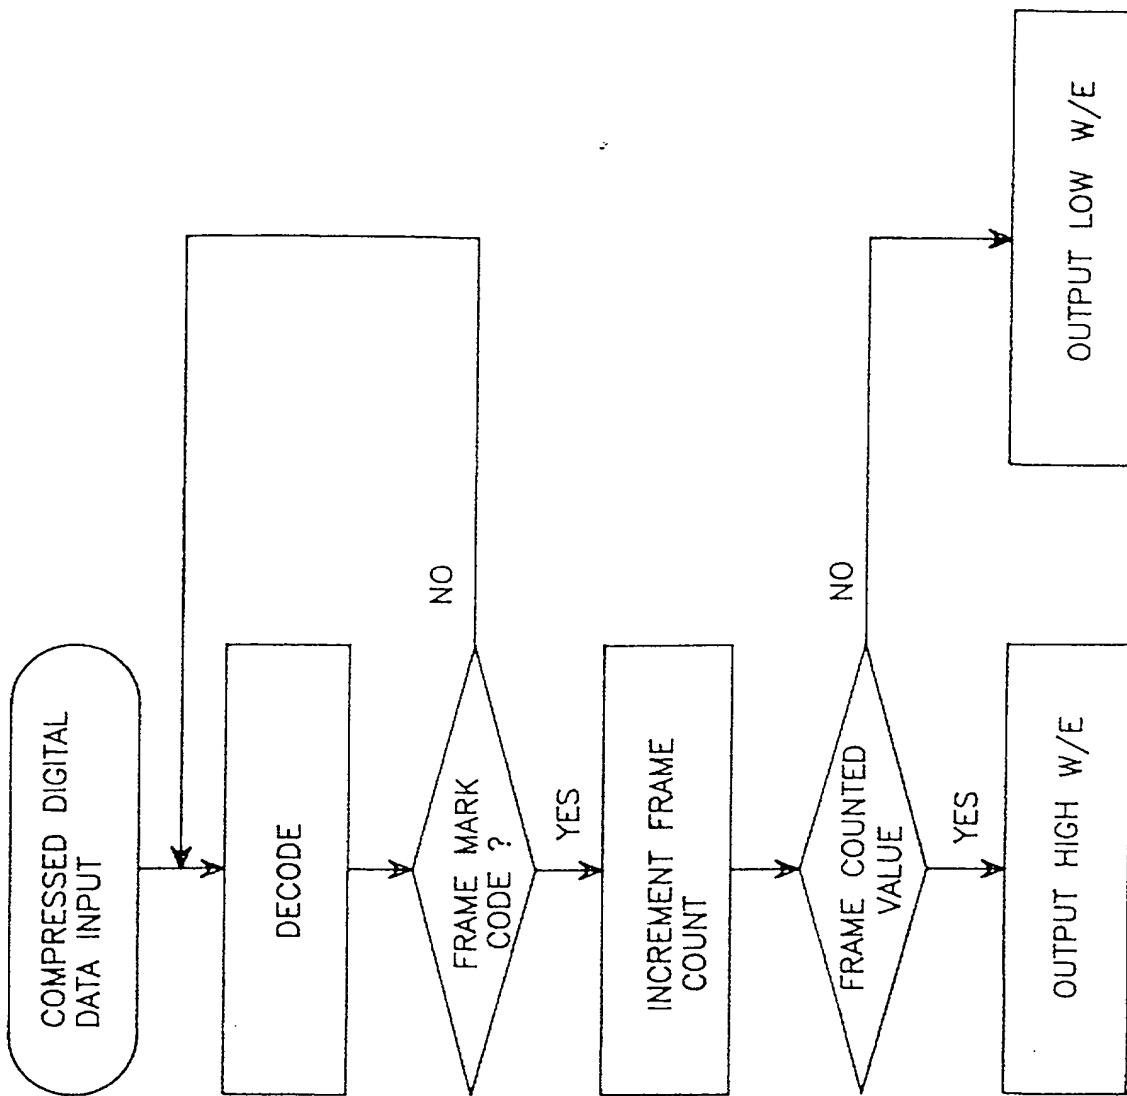 COMPRESSED DIGITAL
DATA INPUT
DECODE
FRAME MARK
CODE ?
NO
YES
INCREMENT FRAME
COUNT
FRAME COUNTED
VALUE
NO
YES
OUTPUT HIGH W/E
OUTPUT LOW W/E